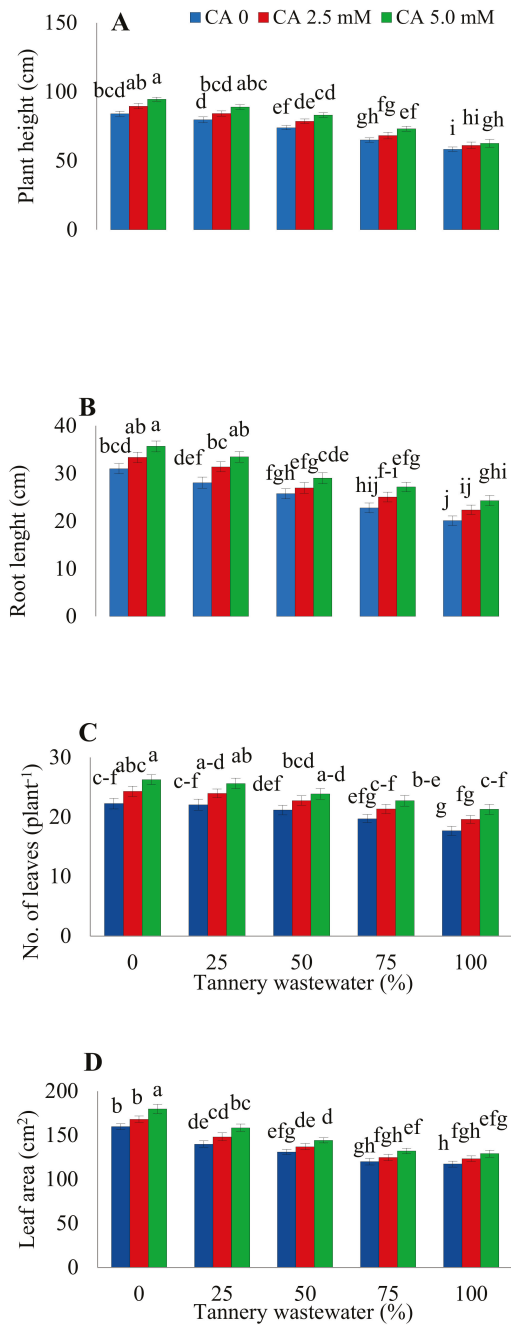 A
CA 0 CA 2.5 mM CA 5.0 mM
Plant height (cm)
150
100
50
0
bcd ab a
d bcd abc
ef de cd
gh fg ef
i hi gh
B
Root lenght (cm)
40
30
20
10
0
bcd ab a
def bc ab
fgh efg cde
hij f-i efg
j ij ghi
C
No. of leaves (plant-1)
30
20
10
0
c-f abc a
c-f a-d ab
def bcd a-d
efg c-f b-e
g fg c-f
0 25 50 75 100
Tannery wastewater (%)
D
Leaf area (cm2)
200
150
100
50
0
b b a
de cd bc
efg de d
gh fgh ef
h fgh efg
0 25 50 75 100
Tannery wastewater (%)